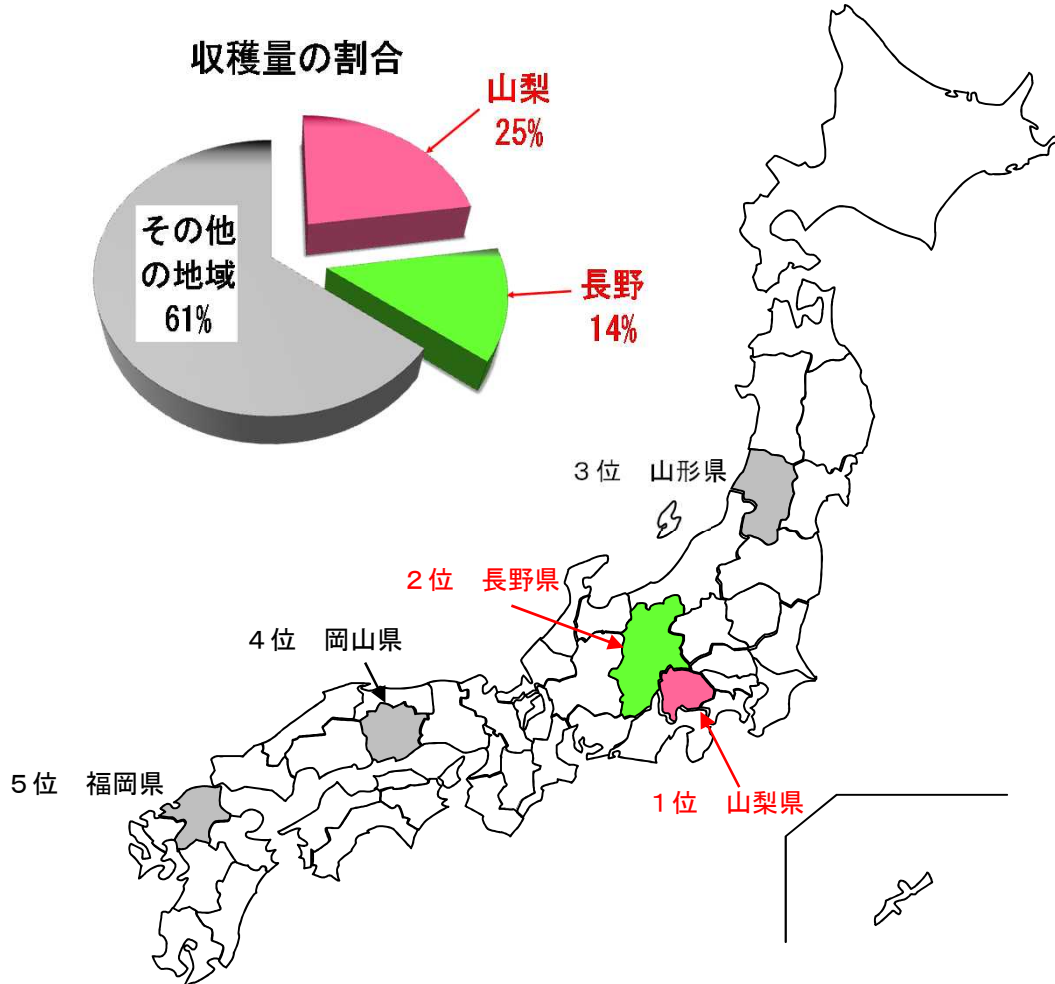 収穫量の割合
山梨
25%
その他
の地域
61%
長野
14%
３位　山形県
２位　長野県
４位　岡山県
５位　福岡県
１位　山梨県